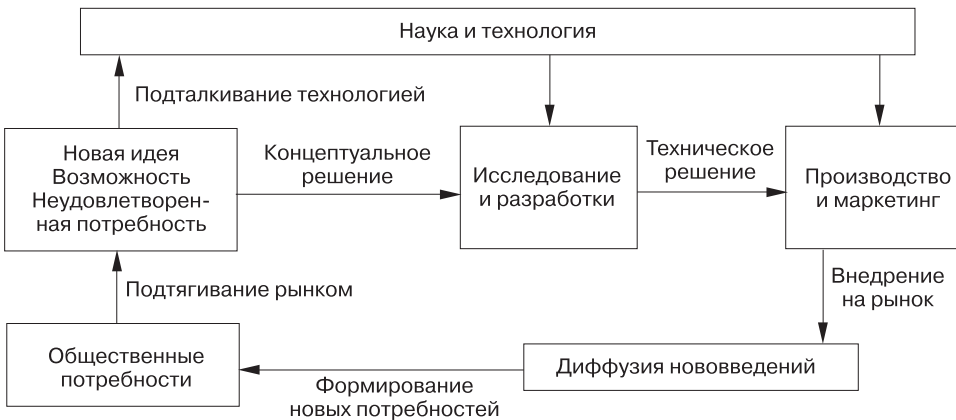 Наука и технология
Подталкивание технологией
Новая идея
Возможность
Неудовлетворен-
ная потребность
Концептуальное
решение
Исследование
и разработки
Техническое
решение
Производство
и маркетинг
Подтягивание рынком
Внедрение
на рынок
Общественные
потребности
Формирование
новых потребностей
Диффузия нововведений